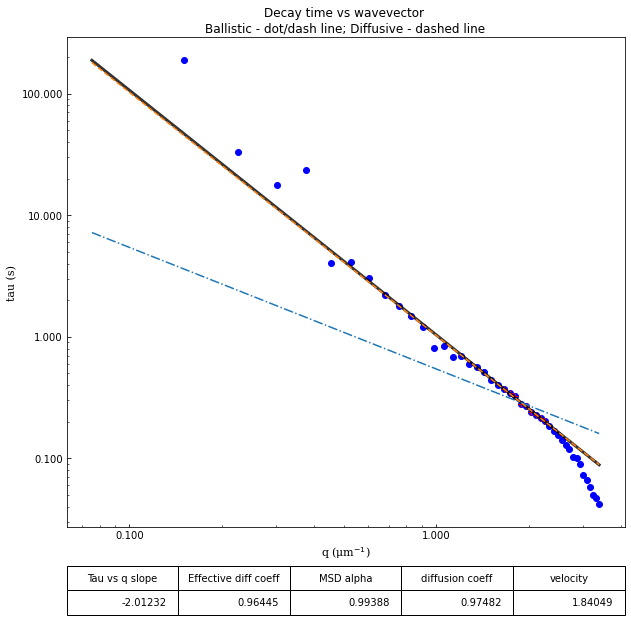 Decay time vs wavevector
Ballistic - dot/dash line; Diffusive - dashed line
tau (s)
100.000
10.000
1.000
0.100
0.100 1.000
q (μm⁻¹)
Tau vs q slope Effective diff coeff MSD alpha diffusion coeff velocity
-2.01232 0.96445 0.99388 0.97482 1.84049